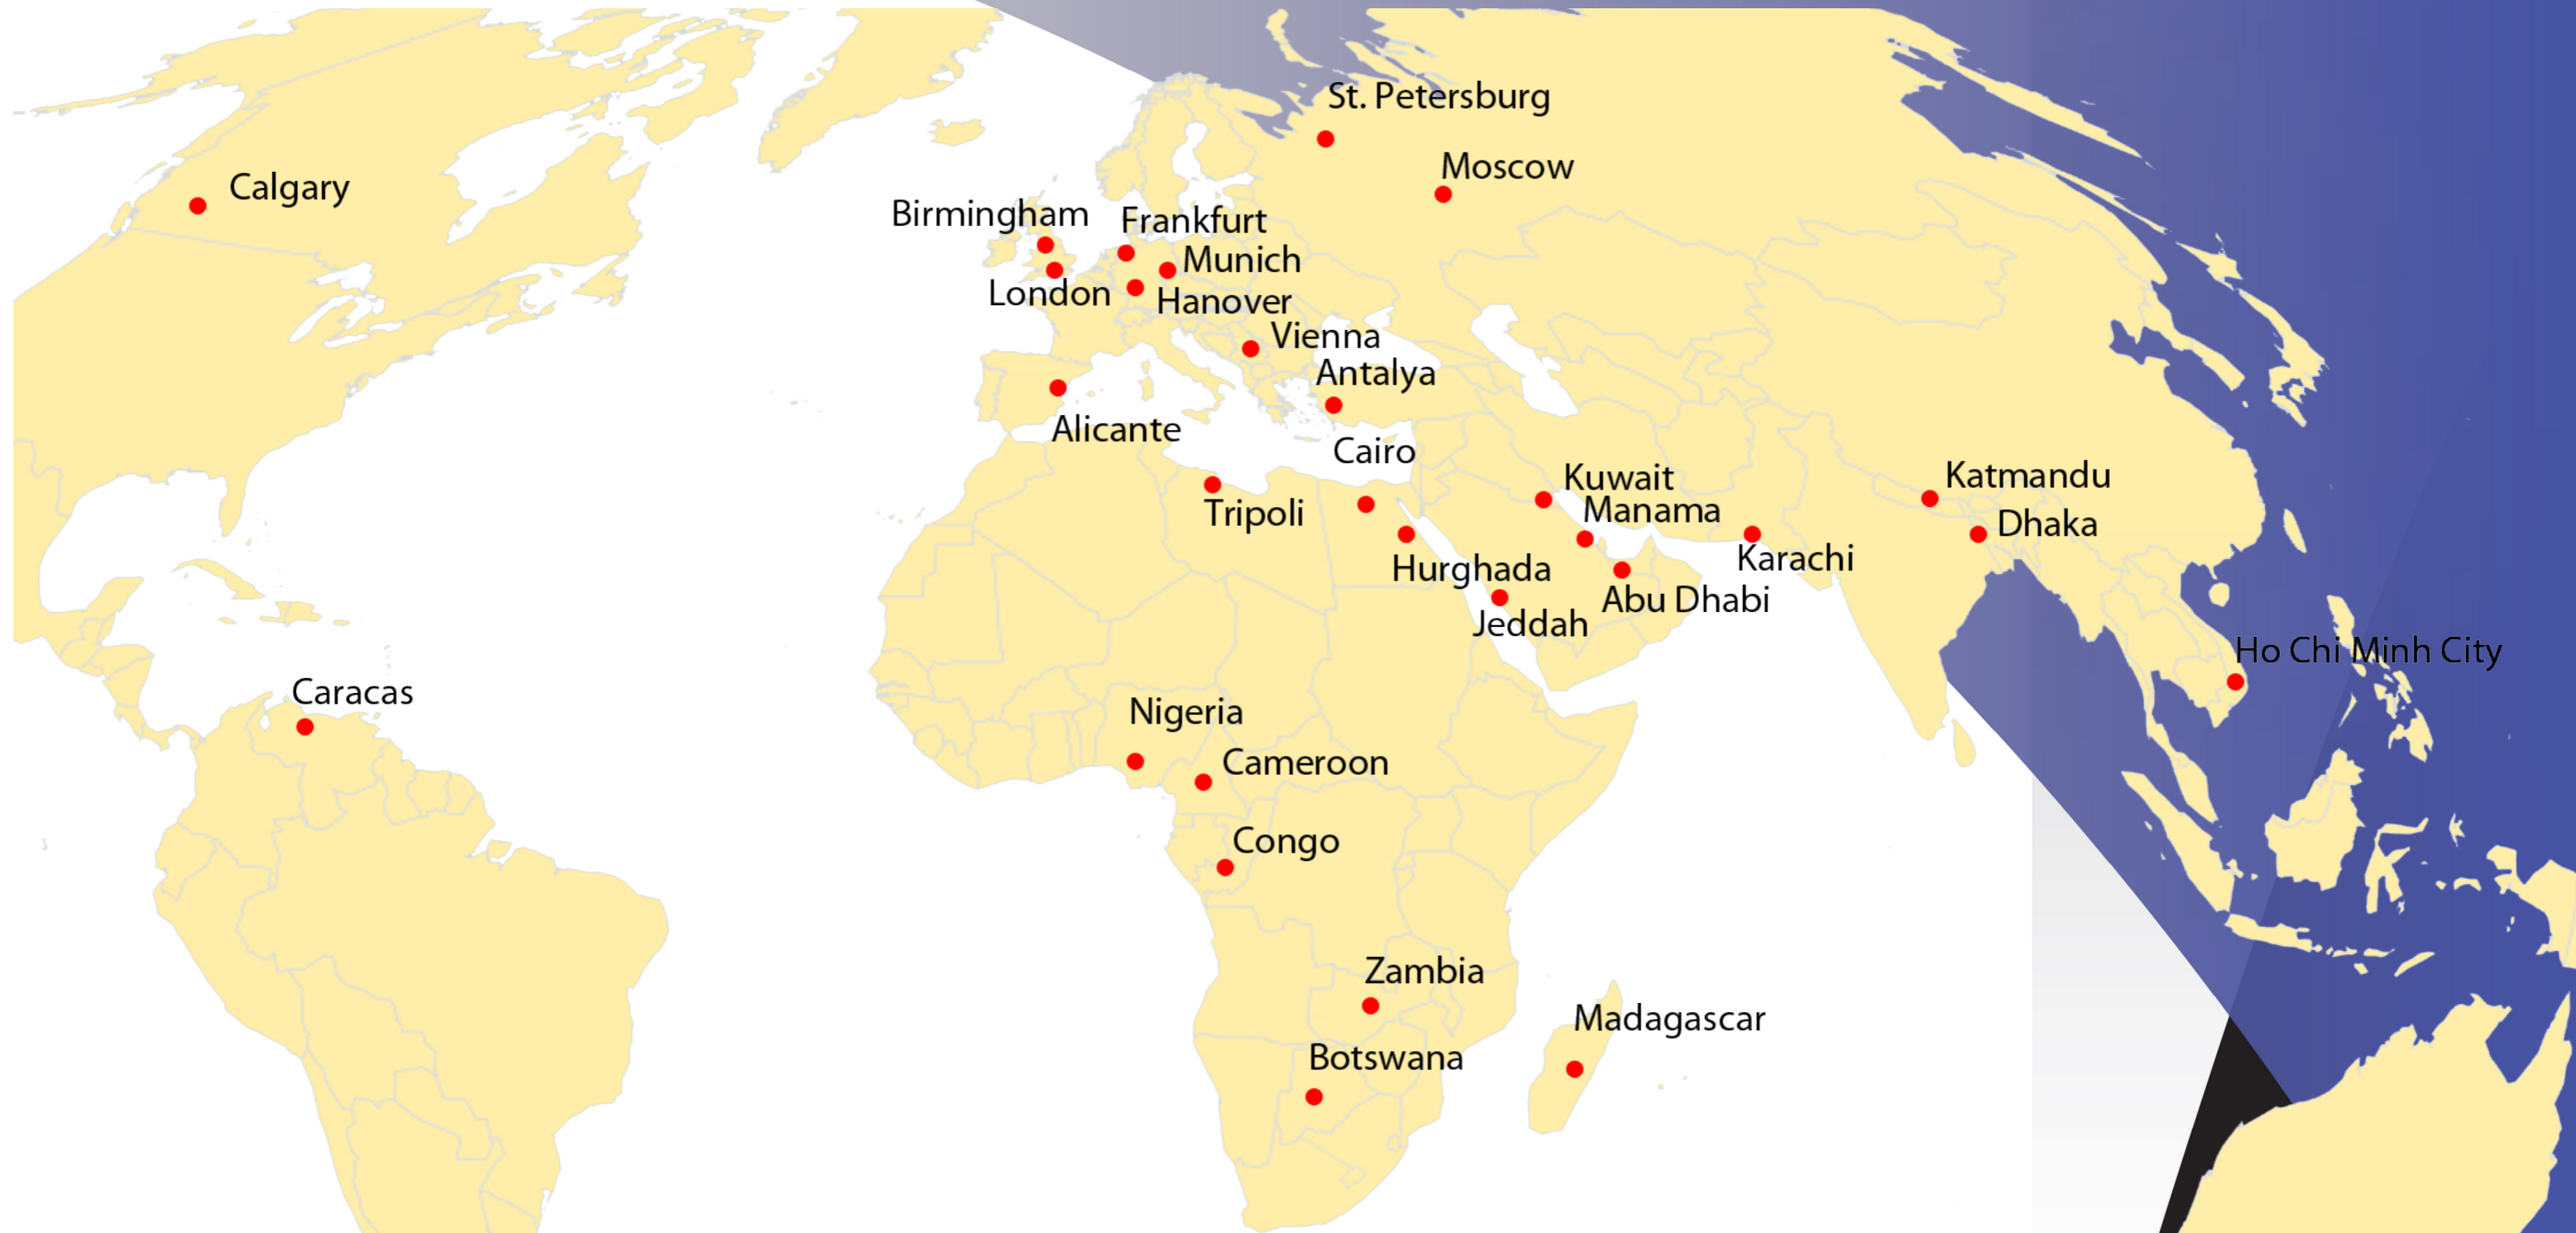 St. Petersburg
Moscow
Calgary
Birmingham
Frankfurt
Munich
London
Hanover
Vienna
Antalya
Alicante
Cairo
Kuwait
Katmandu
Manama
Tripoli
Dhaka
Karachi
Hurghada
Abu Dhabi
Jeddah
Ho Chi Minh City
Caracas
Nigeria
Cameroon
Congo
Zambia
Madagascar
Botswana